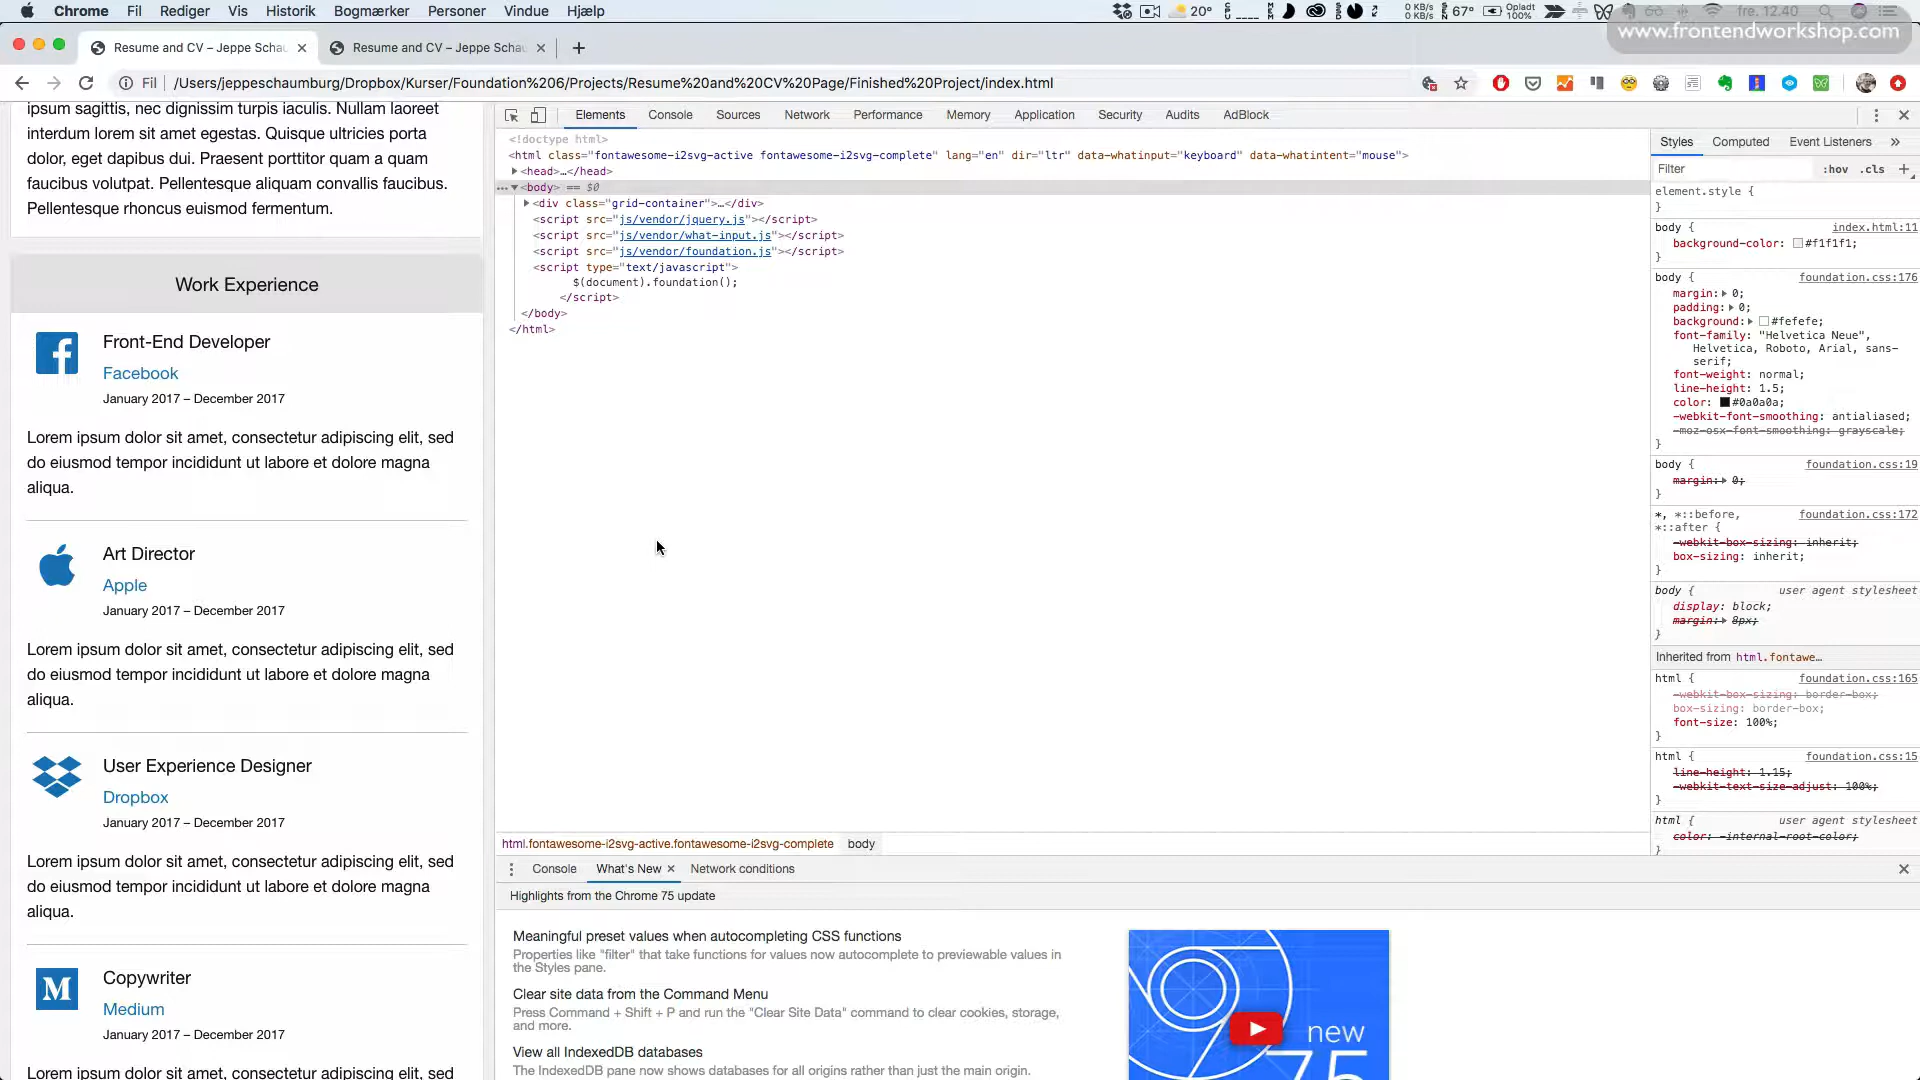 Chrome Fil Rediger Vis Historik Bogmærker Personer Vindue Hjælp 20° 0 KB/s 0 KB/s 67° Opladt 100% fre. 12.40
www.frontendworkshop.com
Resume and CV – Jeppe Schau
Resume and CV – Jeppe Schau
Fil /Users/jeppeschaumburg/Dropbox/Kurser/Foundation%206/Projects/Resume%20and%20CV%20Page/Finished%20Project/index.html
ipsum sagittis, nec dignissim turpis iaculis. Nullam laoreet
interdum lorem sit amet egestas. Quisque ultricies porta
dolor, eget dapibus dui. Praesent porttitor quam a quam
faucibus volutpat. Pellentesque aliquam convallis faucibus.
Pellentesque rhoncus euismod fermentum.
Work Experience
Front-End Developer
Facebook
January 2017 – December 2017
Lorem ipsum dolor sit amet, consectetur adipiscing elit, sed
do eiusmod tempor incididunt ut labore et dolore magna
aliqua.
Art Director
Apple
January 2017 – December 2017
Lorem ipsum dolor sit amet, consectetur adipiscing elit, sed
do eiusmod tempor incididunt ut labore et dolore magna
aliqua.
User Experience Designer
Dropbox
January 2017 – December 2017
Lorem ipsum dolor sit amet, consectetur adipiscing elit, sed
do eiusmod tempor incididunt ut labore et dolore magna
aliqua.
M
Copywriter
Medium
January 2017 – December 2017
Lorem ipsum dolor sit amet, consectetur adipiscing elit, sed
Elements Console Sources Network Performance Memory Application Security Audits AdBlock
<!doctype html>
<html class="fontawesome-i2svg-active fontawesome-i2svg-complete" lang="en" dir="ltr" data-whatinput="keyboard" data-whatintent="mouse">
<head>…</head>
<body> == $0
<div class="grid-container">…</div>
<script src="js/vendor/jquery.js"></script>
<script src="js/vendor/what-input.js"></script>
<script src="js/vendor/foundation.js"></script>
<script type="text/javascript">
$(document).foundation();
</script>
</body>
</html>
html.fontawesome-i2svg-active.fontawesome-i2svg-complete body
Styles Computed Event Listeners »
Filter :hov .cls +
element.style {
}
body { index.html:11
background-color: #f1f1f1;
}
body { foundation.css:176
margin: 0;
padding: 0;
background: #fefefe;
font-family: "Helvetica Neue",
Helvetica, Roboto, Arial, sans-
serif;
font-weight: normal;
line-height: 1.5;
color: #0a0a0a;
-webkit-font-smoothing: antialiased;
-moz-osx-font-smoothing: grayscale;
}
body { foundation.css:19
margin: 0;
}
*, *::before, foundation.css:172
*::after {
-webkit-box-sizing: inherit;
box-sizing: inherit;
}
body { user agent stylesheet
display: block;
margin: 8px;
}
Inherited from html.fontawe…
html { foundation.css:165
-webkit-box-sizing: border-box;
box-sizing: border-box;
font-size: 100%;
}
html { foundation.css:15
line-height: 1.15;
-webkit-text-size-adjust: 100%;
}
html { user agent stylesheet
color: -internal-root-color;
}
Console What's New Network conditions
Highlights from the Chrome 75 update
Meaningful preset values when autocompleting CSS functions
Properties like "filter" that take functions for values now autocomplete to previewable values in
the Styles pane.
Clear site data from the Command Menu
Press Command + Shift + P and run the "Clear Site Data" command to clear cookies, storage,
and more.
View all IndexedDB databases
The IndexedDB pane now shows databases for all origins rather than just the main origin.
new
75